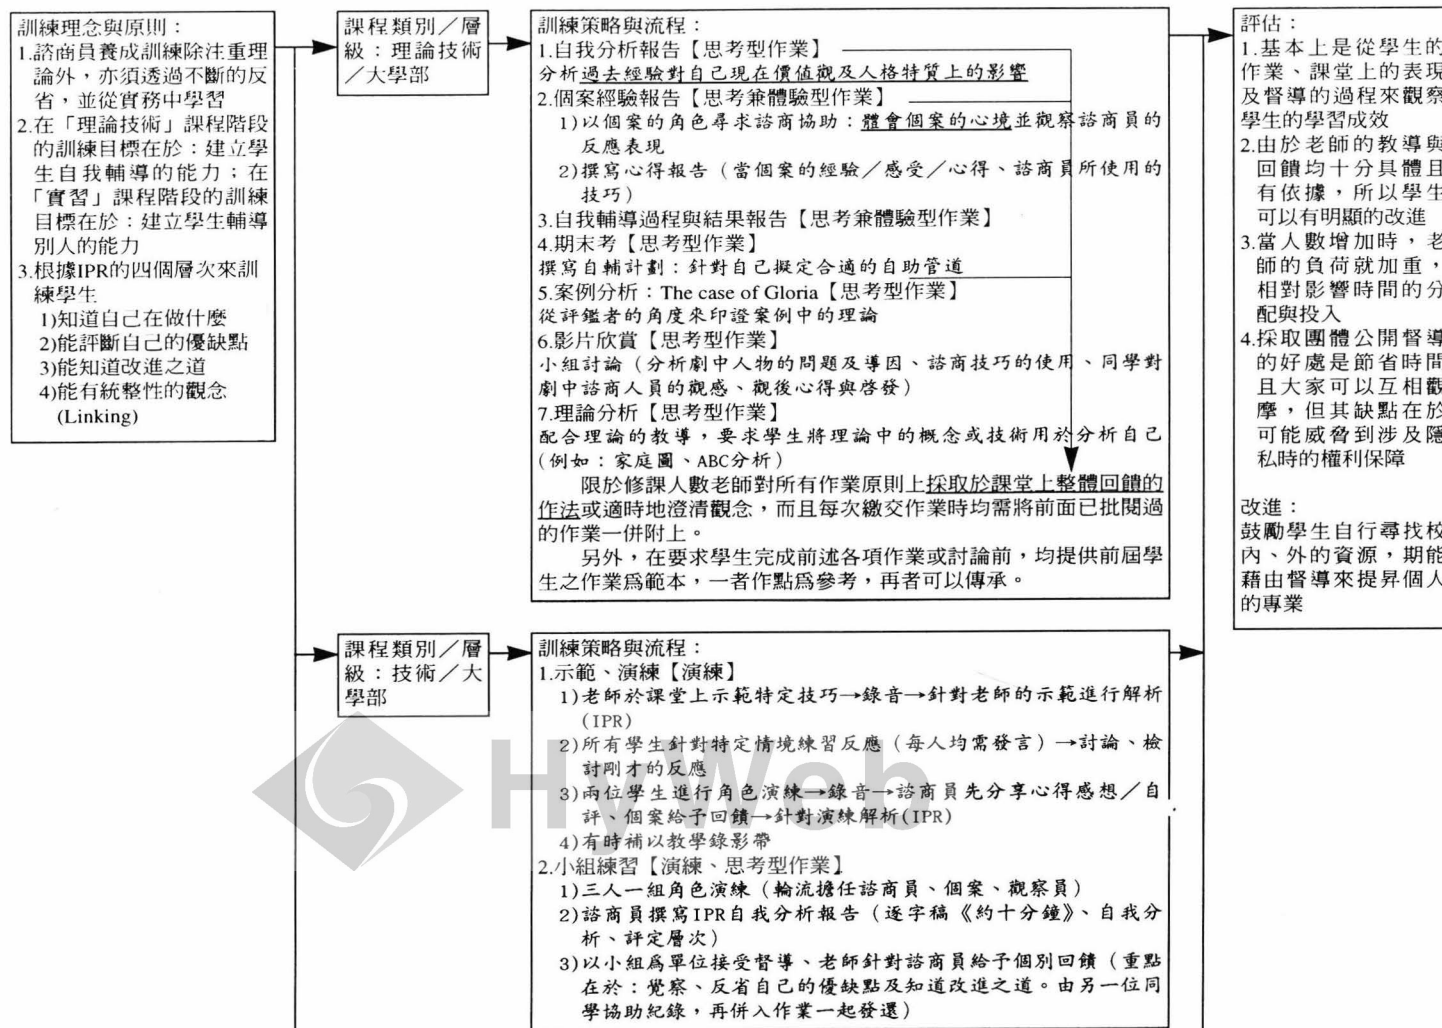 訓練理念與原則：
1.諮商員養成訓練除注重理
論外，亦須透過不斷的反
省，並從實務中學習
2.在「理論技術」課程階段
的訓練目標在於：建立學
生自我輔導的能力；在
「實習」課程階段的訓練
目標在於：建立學生輔導
別人的能力
3.根據IPR的四個層次來訓
練學生
1)知道自己在做什麼
2)能評斷自己的優缺點
3)能知道改進之道
4)能有統整性的觀念
(Linking)
課程類別／層
級：理論技術
／大學部
訓練策略與流程：
1.自我分析報告【思考型作業】
分析過去經驗對自己現在價值觀及人格特質上的影響
2.個案經驗報告【思考兼體驗型作業】
1)以個案的角色尋求諮商協助：體會個案的心境並觀察諮商員的
反應表現
2)撰寫心得報告（當個案的經驗／感受／心得、諮商員所使用的
技巧）
3.自我輔導過程與結果報告【思考兼體驗型作業】
4.期末考【思考型作業】
撰寫自輔計劃：針對自己擬定合適的自助管道
5.案例分析：The case of Gloria【思考型作業】
從評鑑者的角度來印證案例中的理論
6.影片欣賞【思考型作業】
小組討論（分析劇中人物的問題及導因、諮商技巧的使用、同學對
劇中諮商人員的觀感、觀後心得與啓發）
7.理論分析【思考型作業】
配合理論的教導，要求學生將理論中的概念或技術用於分析自己
(例如：家庭圖、ABC分析）
限於修課人數老師對所有作業原則上採取於課堂上整體回饋的
作法或適時地澄清觀念，而且每次繳交作業時均需將前面已批閱過
的作業一併附上。
另外，在要求學生完成前述各項作業或討論前，均提供前屆學
生之作業爲範本，一者作點爲參考，再者可以傳承。
評估：
1.基本上是從學生的
作業、課堂上的表現
及督導的過程來觀察
學生的學習成效
2.由於老師的教導與
回饋均十分具體且
有依據，所以學生
可以有明顯的改進
3.當人數增加時，老
師的負荷就加重，
相對影響時間的分
配與投入
4.採取團體公開督導
的好處是節省時間
且大家可以互相觀
摩，但其缺點在於
可能威脅到涉及隱
私時的權利保障
改進：
鼓勵學生自行尋找校
內、外的資源，期能
藉由督導來提昇個人
的專業
課程類別／層
級：技術／大
學部
訓練策略與流程：
1.示範、演練【演練】
1)老師於課堂上示範特定技巧→錄音→針對老師的示範進行解析
(IPR)
2)所有學生針對特定情境練習反應（每人均需發言）→討論、檢
討剛才的反應
3)兩位學生進行角色演練→錄音→諮商員先分享心得感想／自
評、個案給予回饋→針對演練解析(IPR)
4)有時補以教學錄影帶
2.小組練習【演練、思考型作業】
1)三人一組角色演練（輪流擔任諮商員、個案、觀察員）
2)諮商員撰寫IPR自我分析報告（逐字稿《約十分鐘》、自我分
析、評定層次）
3)以小組爲單位接受督導、老師針對諮商員給予個別回饋（重點
在於：覺察、反省自己的優缺點及知道改進之道。由另一位同
學協助紀錄，再併入作業一起發還）
HyWeb